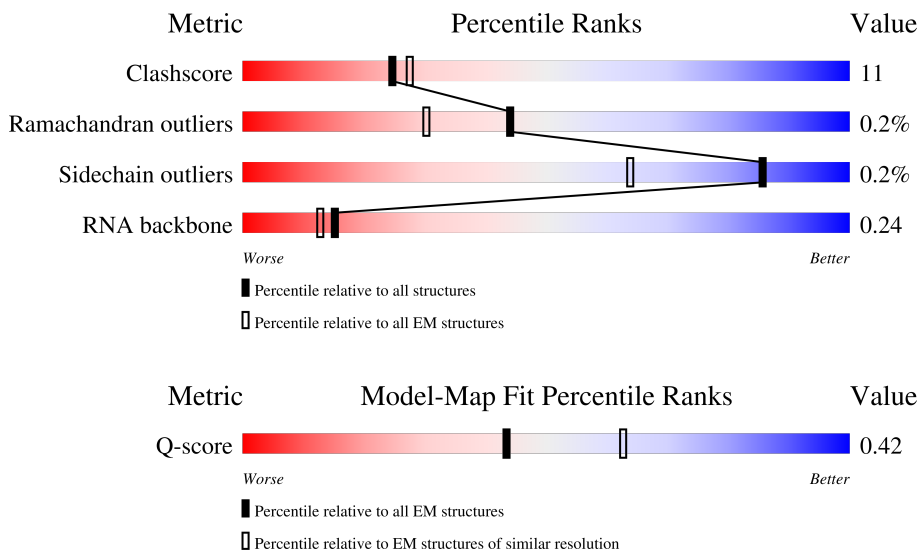 Metric Percentile Ranks Value
Clashscore 11
Ramachandran outliers 0.2%
Sidechain outliers 0.2%
RNA backbone 0.24
Worse Better
Percentile relative to all structures
Percentile relative to all EM structures
Metric Model-Map Fit Percentile Ranks Value
Q-score 0.42
Worse Better
Percentile relative to all EM structures
Percentile relative to EM structures of similar resolution